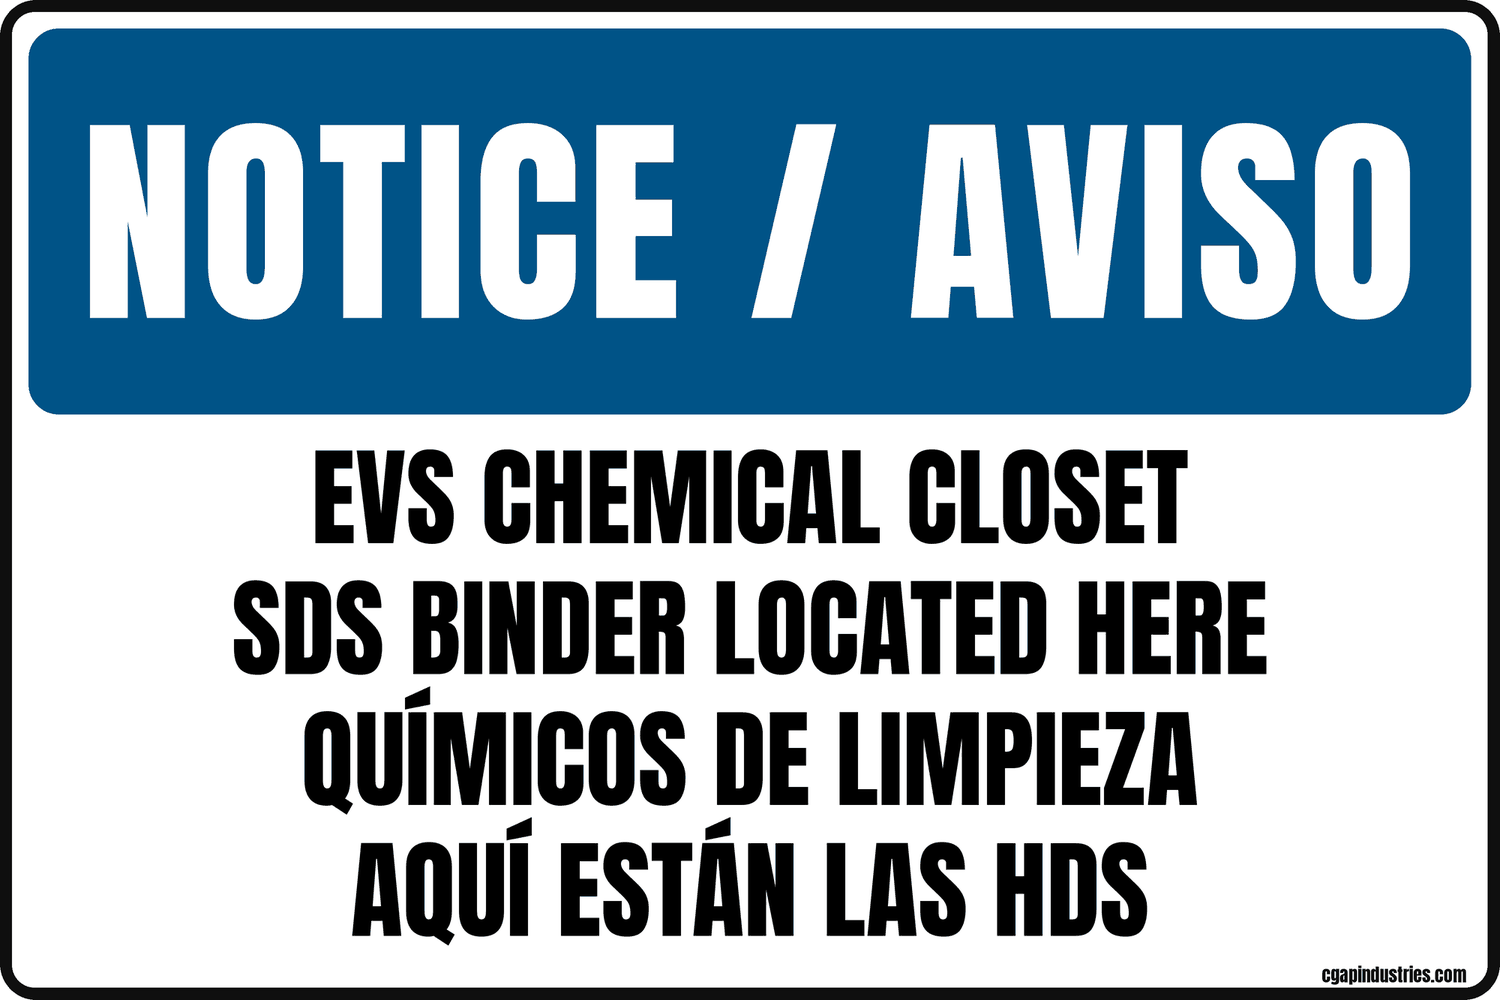 NOTICE / AVISO
EVS CHEMICAL CLOSET
SDS BINDER LOCATED HERE
QUÍMICOS DE LIMPIEZA
AQUÍ ESTÁN LAS HDS
cgapindustries.com